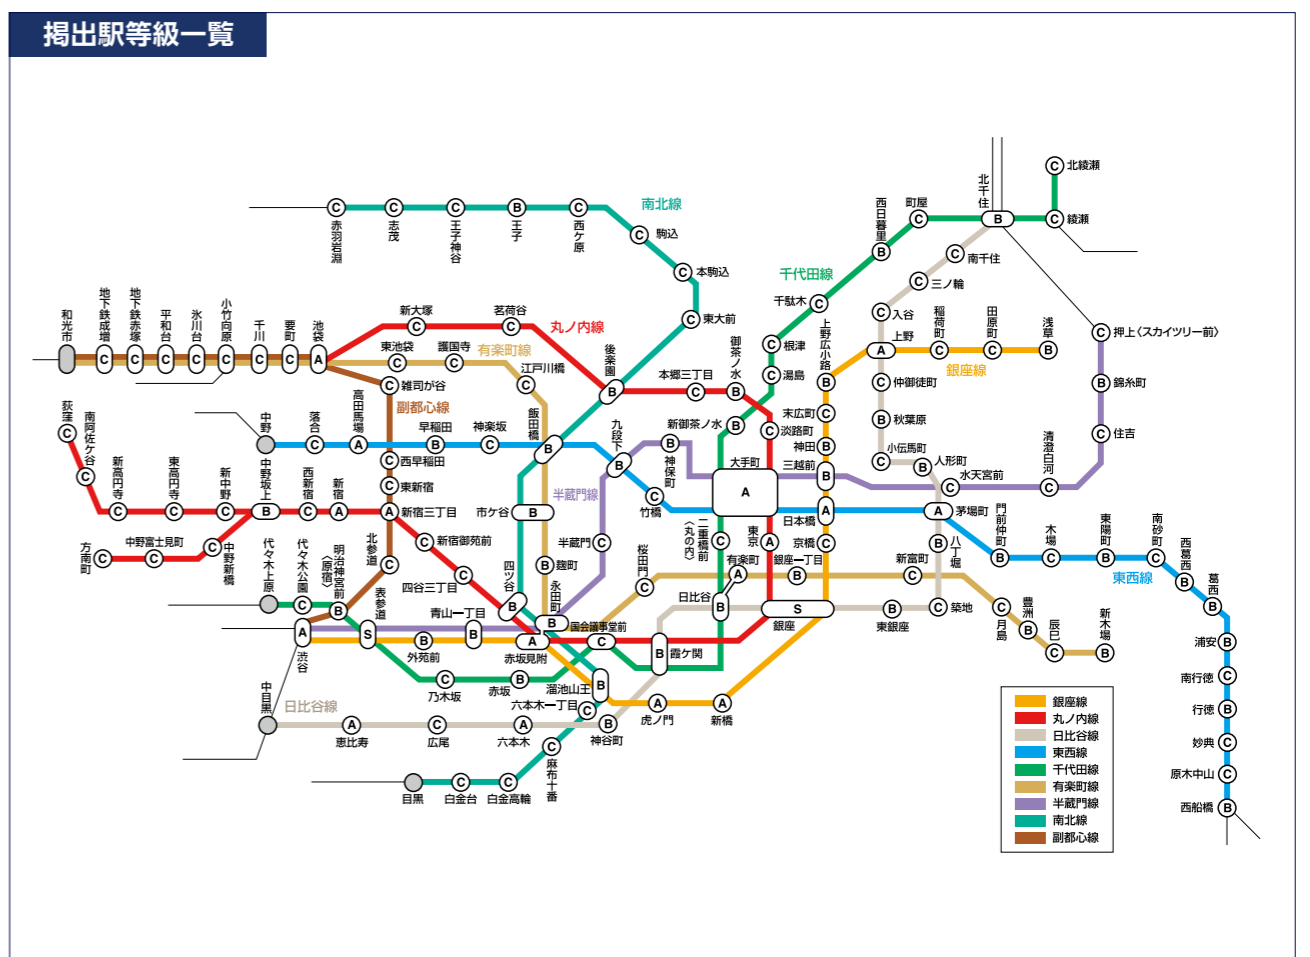 掲出駅等級一覧
南北線
C 赤羽岩淵
C 志茂
C 王子神谷
B 王子
C 西ケ原
C 駒込
C 本駒込
C 東大前
千代田線
C 北綾瀬
C 綾瀬
B 北千住
C 町屋
B 西日暮里
C 千駄木
C 根津
C 湯島
B 新御茶ノ水
A 大手町
C 二重橋前〈丸の内〉
B 日比谷
B 霞ケ関
C 国会議事堂前
B 赤坂
C 乃木坂
S 表参道
B 明治神宮前〈原宿〉
C 代々木公園
代々木上原
C 南千住
C 三ノ輪
C 入谷
A 上野
C 稲荷町
C 田原町
B 浅草
銀座線
B 上野広小路
C 末広町
B 神田
B 三越前
A 日本橋
C 京橋
S 銀座
A 新橋
A 虎ノ門
B 溜池山王
A 赤坂見附
B 青山一丁目
B 外苑前
A 渋谷
C 仲御徒町
B 秋葉原
C 小伝馬町
B 人形町
A 茅場町
B 八丁堀
C 築地
B 東銀座
B 神谷町
A 六本木
C 広尾
A 恵比寿
中目黒
日比谷線
和光市
C 地下鉄成増
C 地下鉄赤塚
C 平和台
C 氷川台
C 小竹向原
C 千川
C 要町
A 池袋
丸ノ内線
C 新大塚
C 茗荷谷
B 後楽園
C 本郷三丁目
B 御茶ノ水
C 淡路町
A 東京
有楽町線
C 東池袋
C 護国寺
C 江戸川橋
B 飯田橋
B 市ケ谷
B 麹町
B 永田町
C 桜田門
A 有楽町
B 銀座一丁目
C 新富町
C 月島
B 豊洲
C 辰巳
B 新木場
副都心線
C 雑司が谷
C 西早稲田
C 東新宿
A 新宿三丁目
C 北参道
中野
C 落合
A 高田馬場
B 早稲田
C 神楽坂
B 九段下
C 竹橋
B 門前仲町
C 木場
B 東陽町
C 南砂町
B 西葛西
B 葛西
B 浦安
C 南行徳
B 行徳
C 妙典
C 原木中山
B 西船橋
東西線
C 荻窪
C 南阿佐ケ谷
C 新高円寺
C 東高円寺
C 新中野
B 中野坂上
C 西新宿
A 新宿
C 新宿御苑前
C 四谷三丁目
B 四ツ谷
C 方南町
C 中野富士見町
C 中野新橋
半蔵門線
C 半蔵門
B 神保町
C 水天宮前
C 清澄白河
C 住吉
B 錦糸町
C 押上〈スカイツリー前〉
C 六本木一丁目
C 麻布十番
C 白金高輪
C 白金台
目黒
銀座線
丸ノ内線
日比谷線
東西線
千代田線
有楽町線
半蔵門線
南北線
副都心線